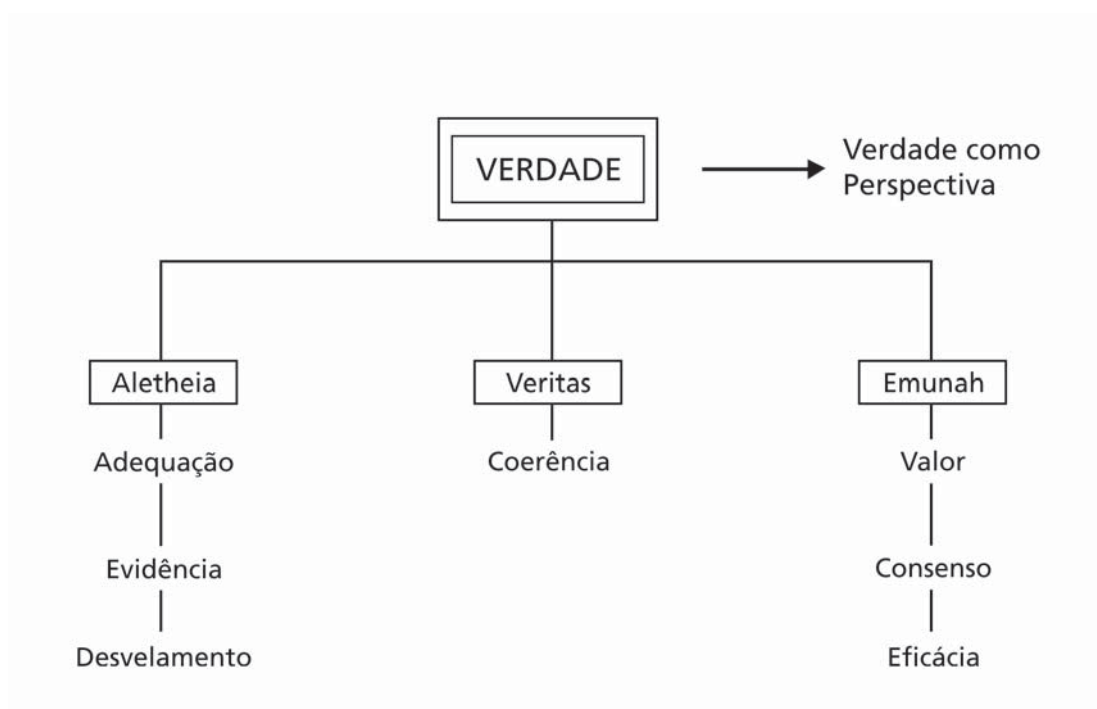 VERDADE
Verdade como
Perspectiva
Aletheia
Veritas
Emunah
Adequação
Coerência
Valor
Evidência
Consenso
Desvelamento
Eficácia